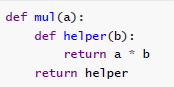 def mul(a):
    def helper(b):
        return a * b
    return helper